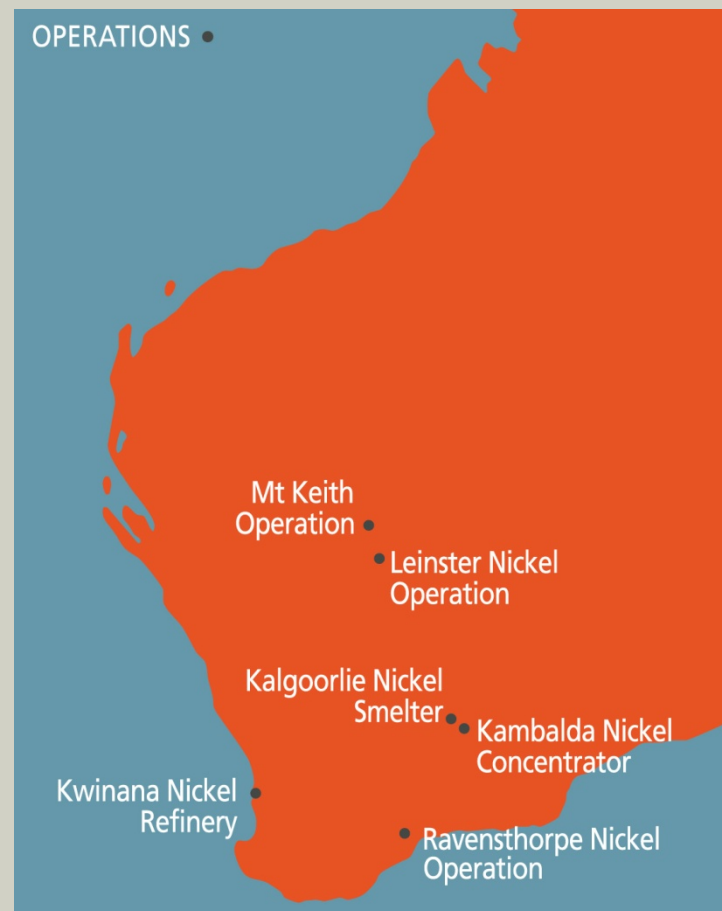 OPERATIONS
Mt Keith
Operation
Leinster Nickel
Operation
Kalgoorlie Nickel
Smelter
Kambalda Nickel
Concentrator
Kwinana Nickel
Refinery
Ravensthorpe Nickel
Operation